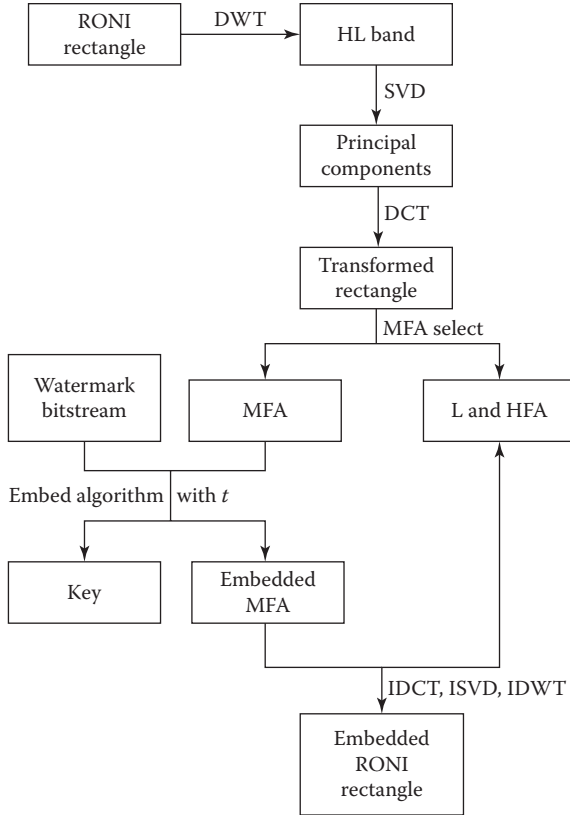 RONI
rectangle
DWT
HL band
SVD
Principal
components
DCT
Transformed
rectangle
MFA select
Watermark
bitstream
MFA
L and HFA
Embed algorithm with t
Key
Embedded
MFA
IDCT, ISVD, IDWT
Embedded
RONI
rectangle